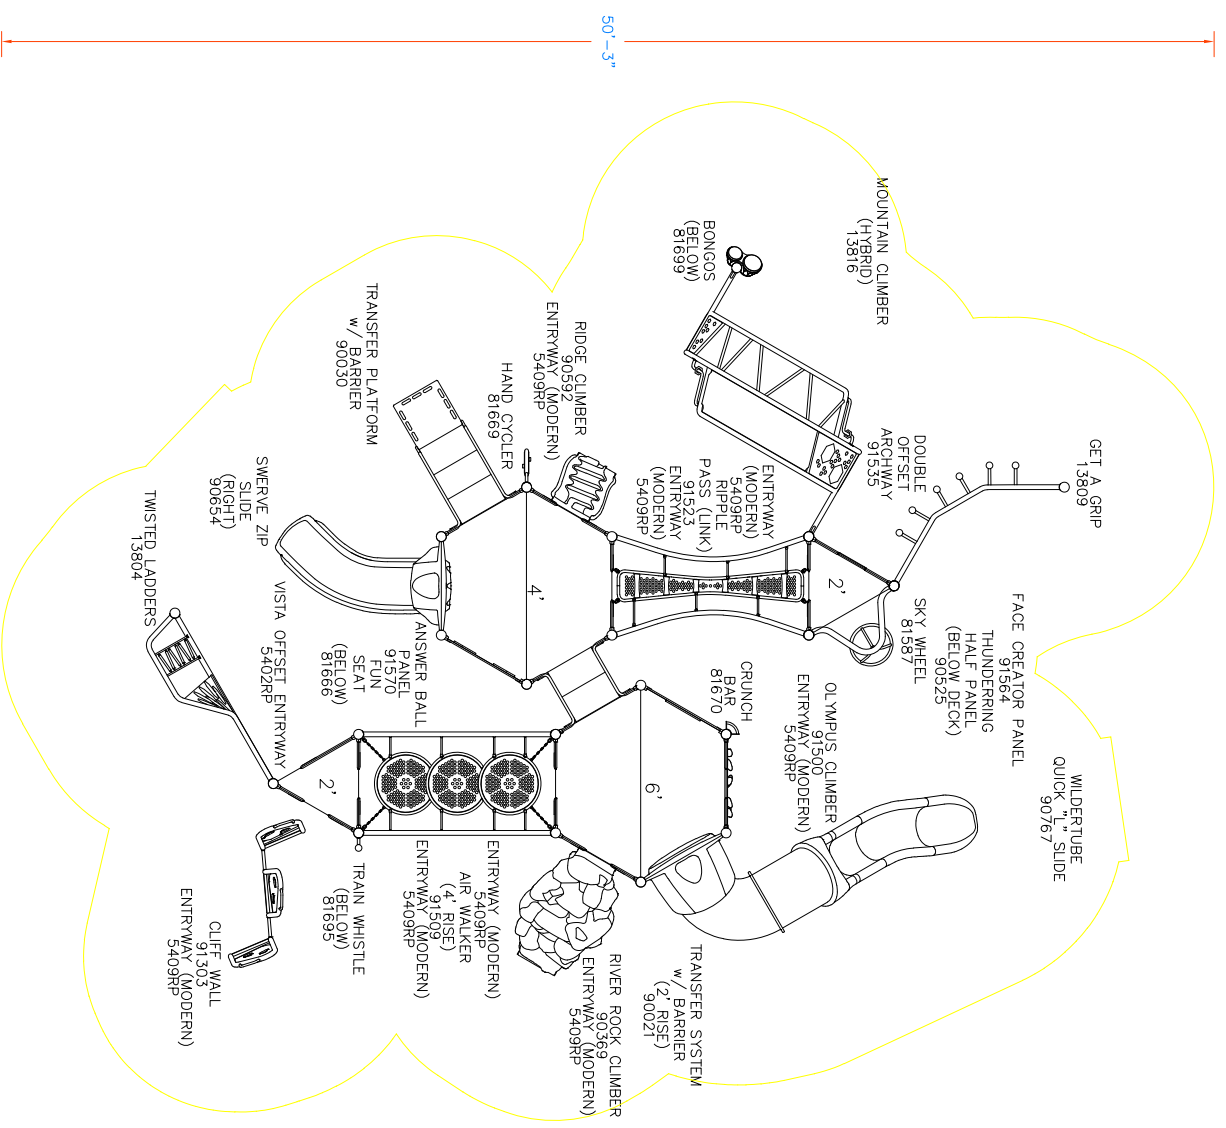 50'-3"
MOUNTAIN CLIMBER
(HYBRID)
13816
BONGOS
(BELOW)
81699
GET A GRIP
13809
DOUBLE
OFFSET
ARCHWAY
91535
ENTRYWAY
(MODERN)
5409RP
RIPPLE
PASS (LINK)
91523
ENTRYWAY
(MODERN)
5409RP
RIDGE CLIMBER
90592
ENTRYWAY (MODERN)
5409RP
HAND CYCLER
81669
TRANSFER PLATFORM
w/ BARRIER
90030
SWERVE ZIP
SLIDE
(RIGHT)
90654
TWISTED LADDERS
13804
VISTA OFFSET ENTRYWAY
5402RP
ANSWER BALL
PANEL
91570
FUN
SEAT
(BELOW)
81666
4'
2'
SKY WHEEL
81587
FACE CREATOR PANEL
91564
THUNDERING
HALF PANEL
(BELOW DECK)
90525
CRUNCH
BAR
81670
OLYMPUS CLIMBER
91500
ENTRYWAY (MODERN)
5409RP
WILDERTUBE
QUICK "L" SLIDE
90767
6'
2'
ENTRYWAY (MODERN)
5409RP
AIR WALKER
(4' RISE)
91509
ENTRYWAY (MODERN)
5409RP
TRAIN WHISTLE
(BELOW)
81695
CLIFF WALL
91303
ENTRYWAY (MODERN)
5409RP
TRANSFER SYSTEM
w/ BARRIER
(2' RISE)
90021
RIVER ROCK CLIMBER
90369
ENTRYWAY (MODERN)
5409RP